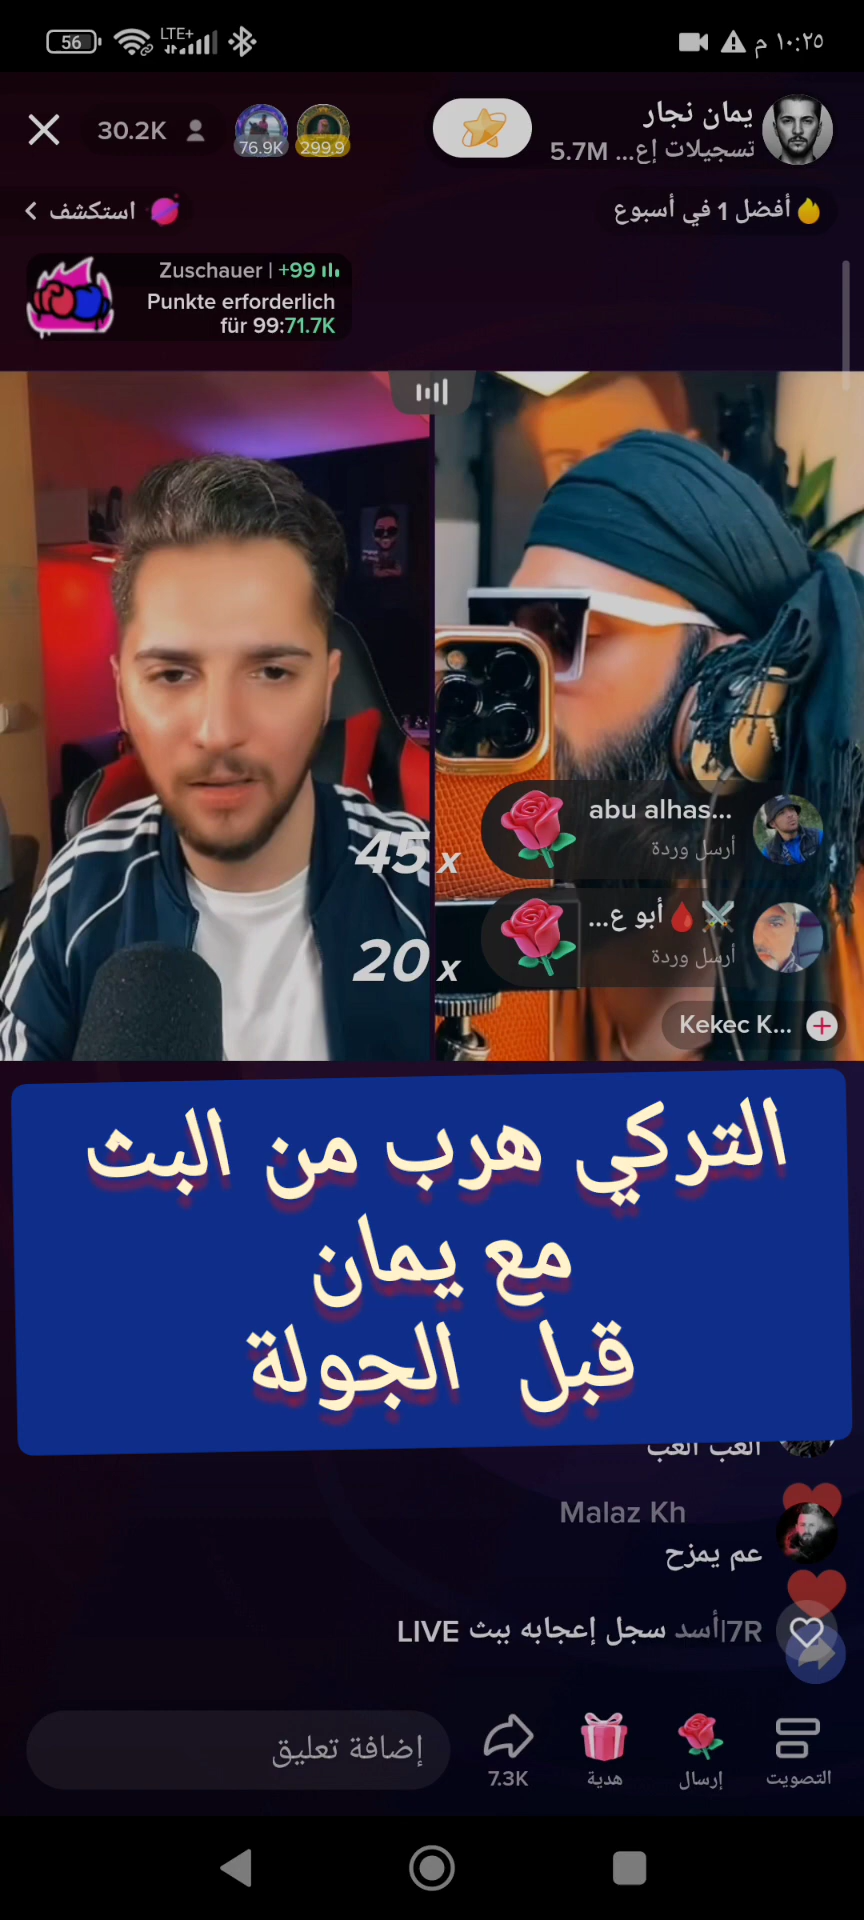 56
LTE+
١٠:٢٥ م
30.2K
76.9K
299.9
يمان نجار
5.7M تسجيلات إع...
استكشف
أفضل 1 في أسبوع
Zuschauer | +99
Punkte erforderlich
für 99:71.7K
abu alhas...
أرسل وردة
45 x
أبو ع...
أرسل وردة
20 x
Kekec K...
التركي هرب من البث
مع يمان
قبل الجولة
العب العب
Malaz Kh
عم يمزح
7R|أسد سجل إعجابه ببث LIVE
إضافة تعليق
7.3K
هدية
إرسال
التصويت